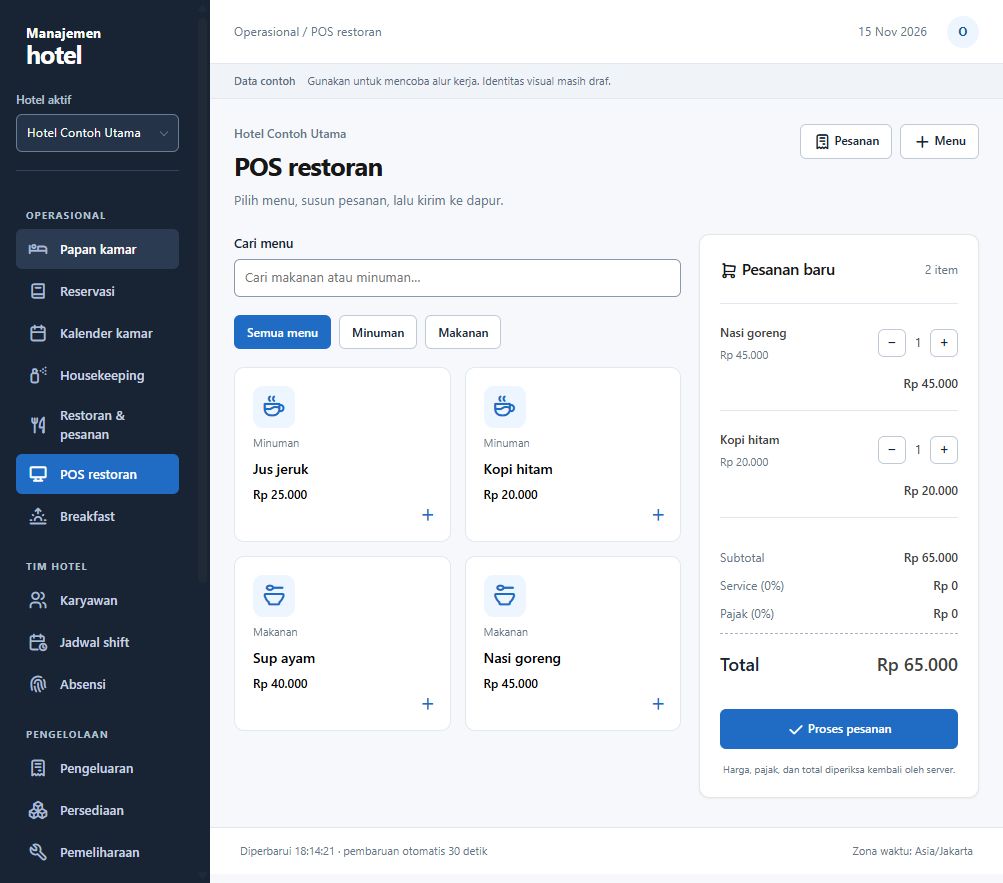 Manajemen
hotel
Hotel aktif
Hotel Contoh Utama
OPERASIONAL
Papan kamar
Reservasi
Kalender kamar
Housekeeping
Restoran &
pesanan
POS restoran
Breakfast
TIM HOTEL
Karyawan
Jadwal shift
Absensi
PENGELOLAAN
Pengeluaran
Persediaan
Pemeliharaan
Operasional / POS restoran
15 Nov 2026
O
Data contoh Gunakan untuk mencoba alur kerja. Identitas visual masih draf.
Hotel Contoh Utama
POS restoran
Pilih menu, susun pesanan, lalu kirim ke dapur.
Pesanan
+ Menu
Cari menu
Cari makanan atau minuman...
Semua menu
Minuman
Makanan
Minuman
Jus jeruk
Rp 25.000
+
Minuman
Kopi hitam
Rp 20.000
+
Makanan
Sup ayam
Rp 40.000
+
Makanan
Nasi goreng
Rp 45.000
+
Pesanan baru
2 item
Nasi goreng
Rp 45.000
− 1 +
Rp 45.000
Kopi hitam
Rp 20.000
− 1 +
Rp 20.000
Subtotal Rp 65.000
Service (0%) Rp 0
Pajak (0%) Rp 0
Total Rp 65.000
Proses pesanan
Harga, pajak, dan total diperiksa kembali oleh server.
Diperbarui 18:14:21 · pembaruan otomatis 30 detik
Zona waktu: Asia/Jakarta